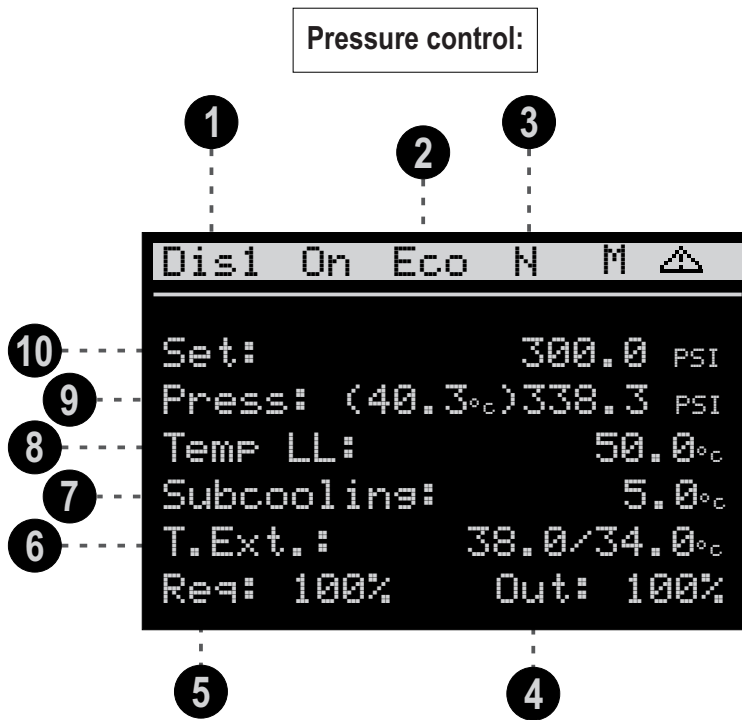 Pressure control:
1
3
2
Dis1 On Eco N M
10
Set: 300.0 PSI
9
Press: (40.3°c)338.3 PSI
8
Temp LL: 50.0°c
7
Subcooling: 5.0°c
6
T.Ext.: 38.0/34.0°c
Req: 100% Out: 100%
5
4